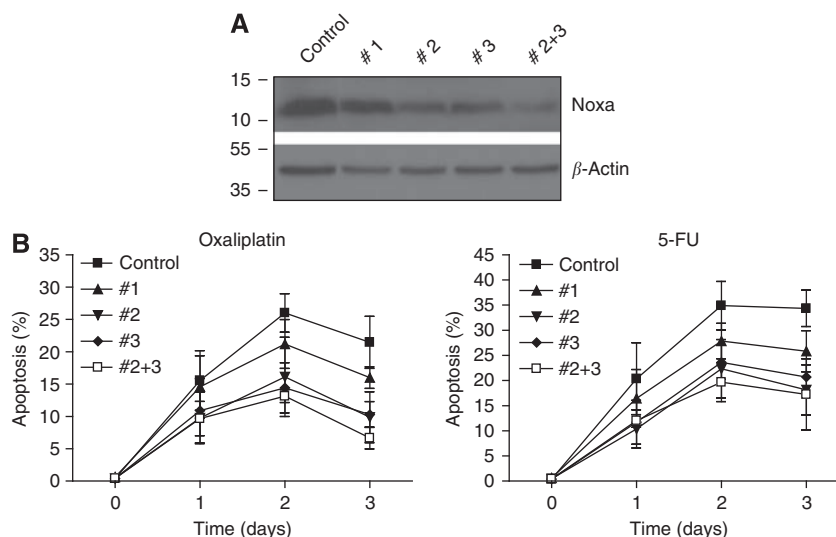 A
Control
# 1
# 2
# 3
# 2+3
15
10
55
35
Noxa
β-Actin
B
Oxaliplatin
Apoptosis (%)
35
30
25
20
15
10
5
0
Control
#1
#2
#3
#2+3
0 1 2 3
Time (days)
5-FU
Apoptosis (%)
45
40
35
30
25
20
15
10
5
0
Control
#1
#2
#3
#2+3
0 1 2 3
Time (days)